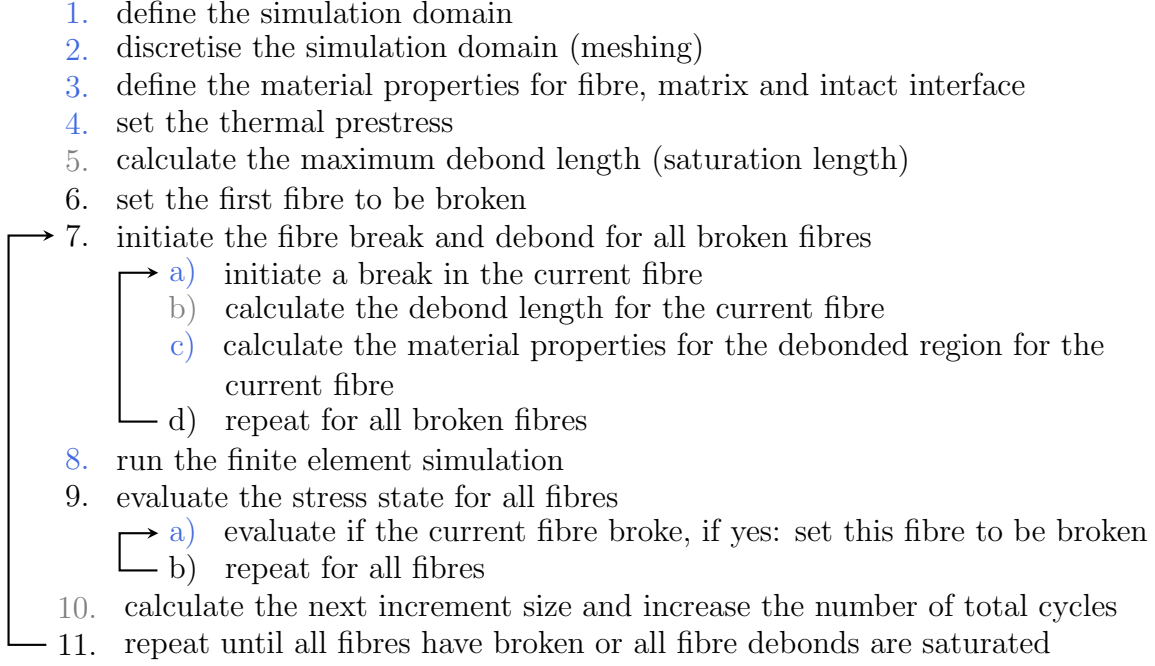 1. define the simulation domain
2. discretise the simulation domain (meshing)
3. define the material properties for fibre, matrix and intact interface
4. set the thermal prestress
5. calculate the maximum debond length (saturation length)
6. set the first fibre to be broken
7. initiate the fibre break and debond for all broken fibres
a) initiate a break in the current fibre
b) calculate the debond length for the current fibre
c) calculate the material properties for the debonded region for the
current fibre
d) repeat for all broken fibres
8. run the finite element simulation
9. evaluate the stress state for all fibres
a) evaluate if the current fibre broke, if yes: set this fibre to be broken
b) repeat for all fibres
10. calculate the next increment size and increase the number of total cycles
11. repeat until all fibres have broken or all fibre debonds are saturated